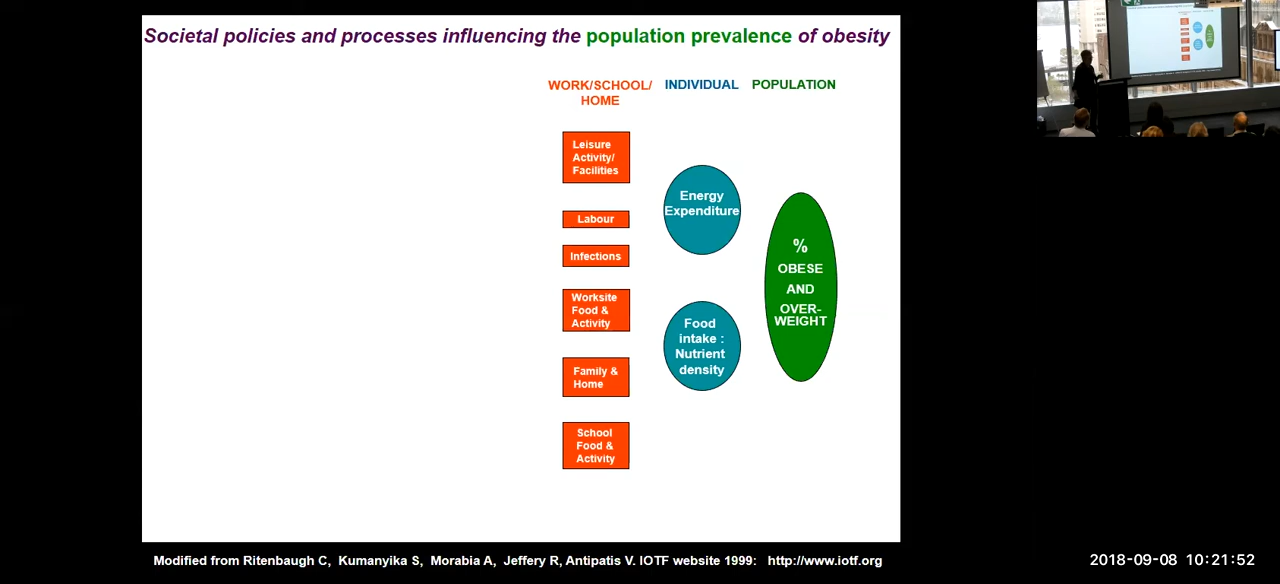 Societal policies and processes influencing the population prevalence of obesity
WORK/SCHOOL/
HOME
INDIVIDUAL
POPULATION
Leisure
Activity/
Facilities
Labour
Infections
Worksite
Food &
Activity
Family &
Home
School
Food &
Activity
Energy
Expenditure
Food
intake :
Nutrient
density
%
OBESE
AND
OVER-
WEIGHT
Modified from Ritenbaugh C, Kumanyika S, Morabia A, Jeffery R, Antipatis V. IOTF website 1999: http://www.iotf.org
2018-09-08 10:21:52